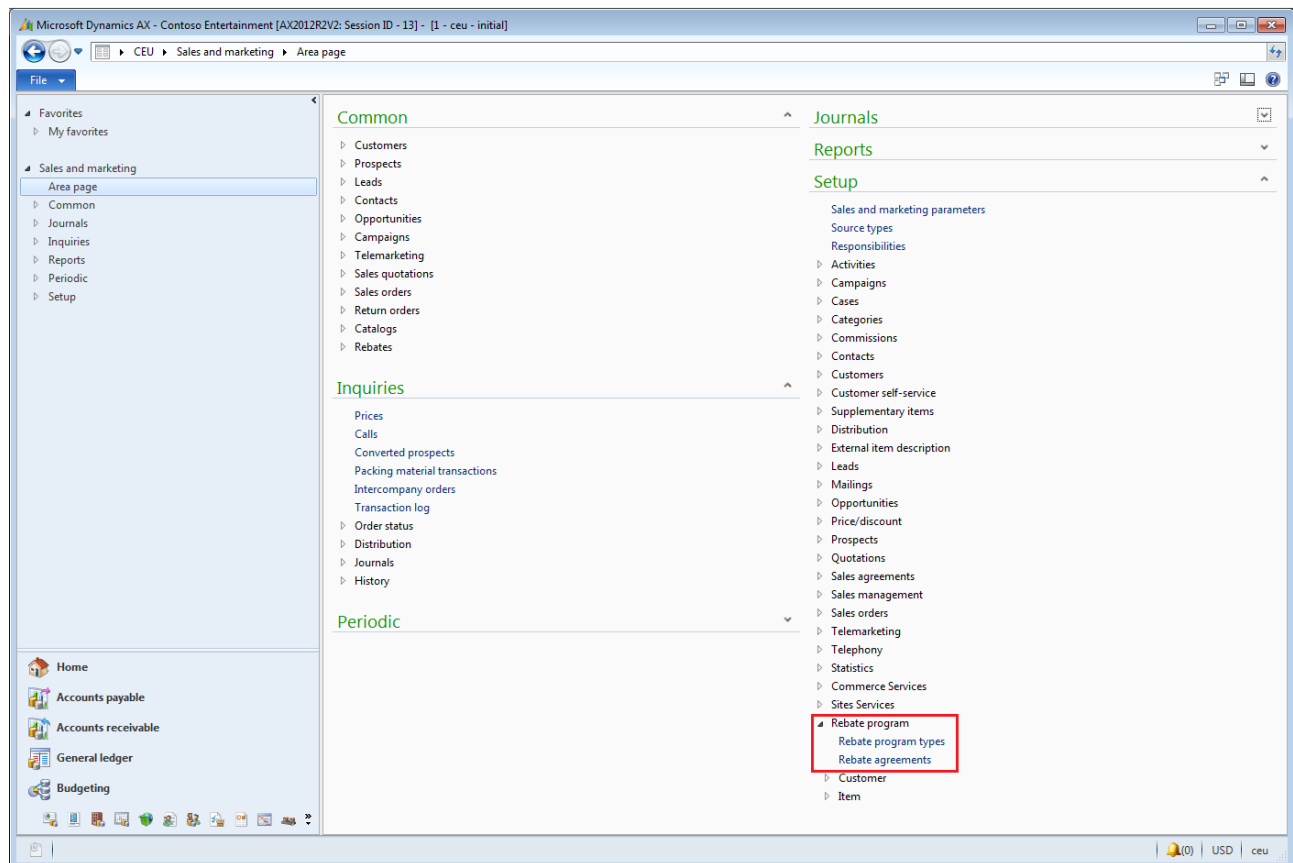 Microsoft Dynamics AX - Contoso Entertainment [AX2012R2V2: Session ID - 13] - [1 - ceu - initial]
CEU Sales and marketing Area page
File
Favorites
My favorites
Sales and marketing
Area page
Common
Journals
Inquiries
Reports
Periodic
Setup
Home
Accounts payable
Accounts receivable
General ledger
Budgeting
Common
Customers
Prospects
Leads
Contacts
Opportunities
Campaigns
Telemarketing
Sales quotations
Sales orders
Return orders
Catalogs
Rebates
Inquiries
Prices
Calls
Converted prospects
Packing material transactions
Intercompany orders
Transaction log
Order status
Distribution
Journals
History
Periodic
Journals
Reports
Setup
Sales and marketing parameters
Source types
Responsibilities
Activities
Campaigns
Cases
Categories
Commissions
Contacts
Customers
Customer self-service
Supplementary items
Distribution
External item description
Leads
Mailings
Opportunities
Price/discount
Prospects
Quotations
Sales agreements
Sales management
Sales orders
Telemarketing
Telephony
Statistics
Commerce Services
Sites Services
Rebate program
Rebate program types
Rebate agreements
Customer
Item
(0) USD ceu